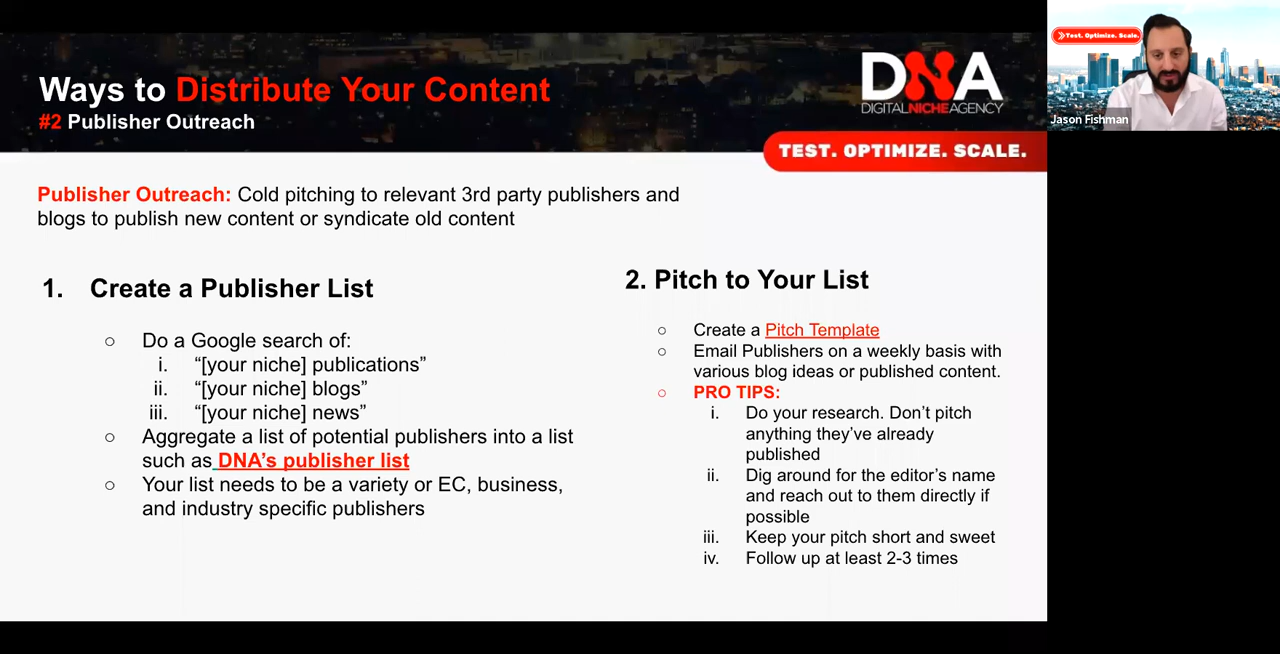 Ways to Distribute Your Content
#2 Publisher Outreach
DNA
DIGITALNICHEAGENCY
TEST. OPTIMIZE. SCALE.
Publisher Outreach: Cold pitching to relevant 3rd party publishers and
blogs to publish new content or syndicate old content
1. Create a Publisher List
○ Do a Google search of:
i. “[your niche] publications”
ii. “[your niche] blogs”
iii. “[your niche] news”
○ Aggregate a list of potential publishers into a list
such as DNA’s publisher list
○ Your list needs to be a variety or EC, business,
and industry specific publishers
2. Pitch to Your List
○ Create a Pitch Template
○ Email Publishers on a weekly basis with
various blog ideas or published content.
○ PRO TIPS:
i. Do your research. Don’t pitch
anything they’ve already
published
ii. Dig around for the editor’s name
and reach out to them directly if
possible
iii. Keep your pitch short and sweet
iv. Follow up at least 2-3 times
Test. Optimize. Scale.
Jason Fishman